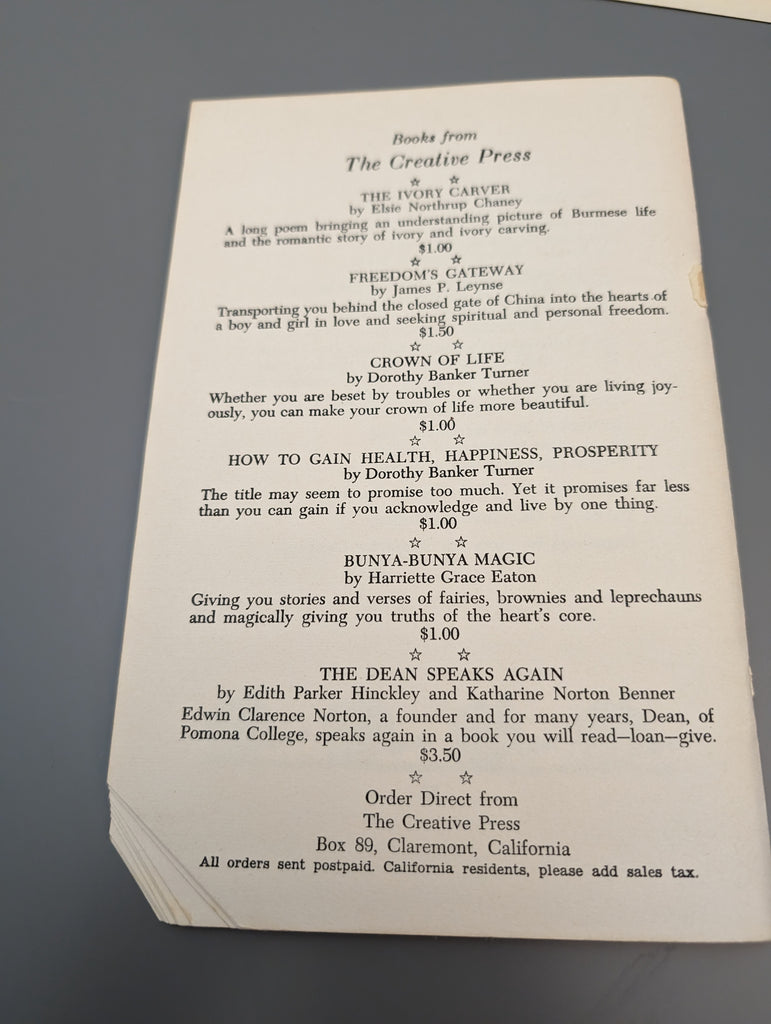 Books from
The Creative Press
☆ ☆
THE IVORY CARVER
by Elsie Northrup Chaney
A long poem bringing an understanding picture of Burmese life
and the romantic story of ivory and ivory carving.
$1.00
☆ ☆
FREEDOM'S GATEWAY
by James P. Leynse
Transporting you behind the closed gate of China into the hearts of
a boy and girl in love and seeking spiritual and personal freedom.
$1.50
☆ ☆
CROWN OF LIFE
by Dorothy Banker Turner
Whether you are beset by troubles or whether you are living joy-
ously, you can make your crown of life more beautiful.
$1.00
☆ ☆
HOW TO GAIN HEALTH, HAPPINESS, PROSPERITY
by Dorothy Banker Turner
The title may seem to promise too much. Yet it promises far less
than you can gain if you acknowledge and live by one thing.
$1.00
☆ ☆
BUNYA-BUNYA MAGIC
by Harriette Grace Eaton
Giving you stories and verses of fairies, brownies and leprechauns
and magically giving you truths of the heart's core.
$1.00
☆ ☆
THE DEAN SPEAKS AGAIN
by Edith Parker Hinckley and Katharine Norton Benner
Edwin Clarence Norton, a founder and for many years, Dean, of
Pomona College, speaks again in a book you will read—loan—give.
$3.50
☆ ☆
Order Direct from
The Creative Press
Box 89, Claremont, California
All orders sent postpaid. California residents, please add sales tax.